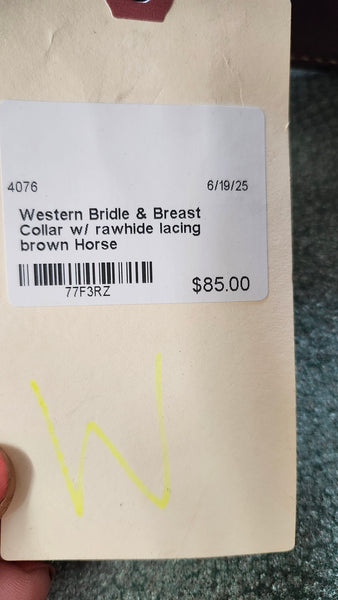 4076 6/19/25
Western Bridle & Breast
Collar w/ rawhide lacing
brown Horse
77F3RZ $85.00
W